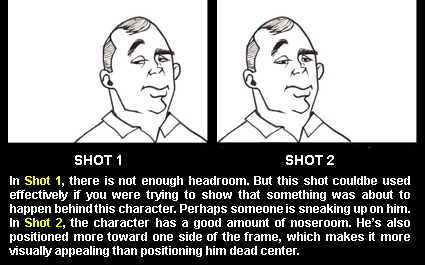 SHOT 1
SHOT 2
In Shot 1, there is not enough headroom. But this shot couldbe used
effectively if you were trying to show that something was about to
happen behind this character. Perhaps someone is sneaking up on him.
In Shot 2, the character has a good amount of noseroom. He's also
positioned more toward one side of the frame, which makes it more
visually appealing than positioning him dead center.